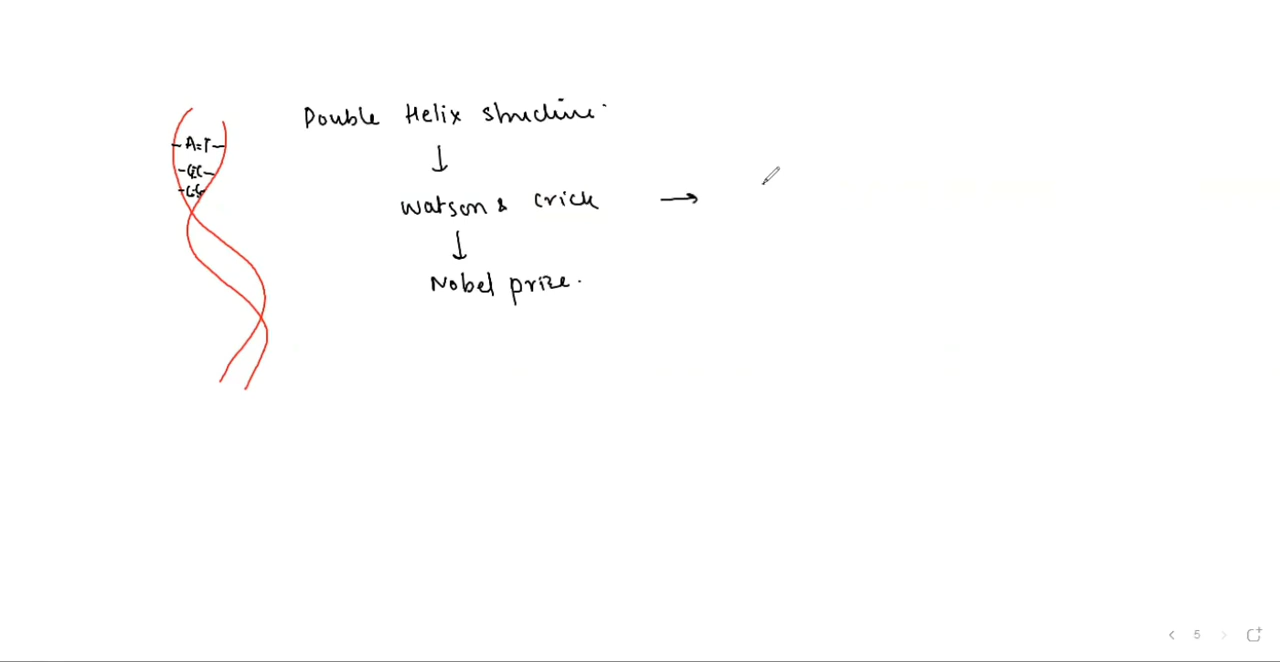 Double Helix structure.
A=T
G≡C
Watson & Crick →
Nobel prize.
5